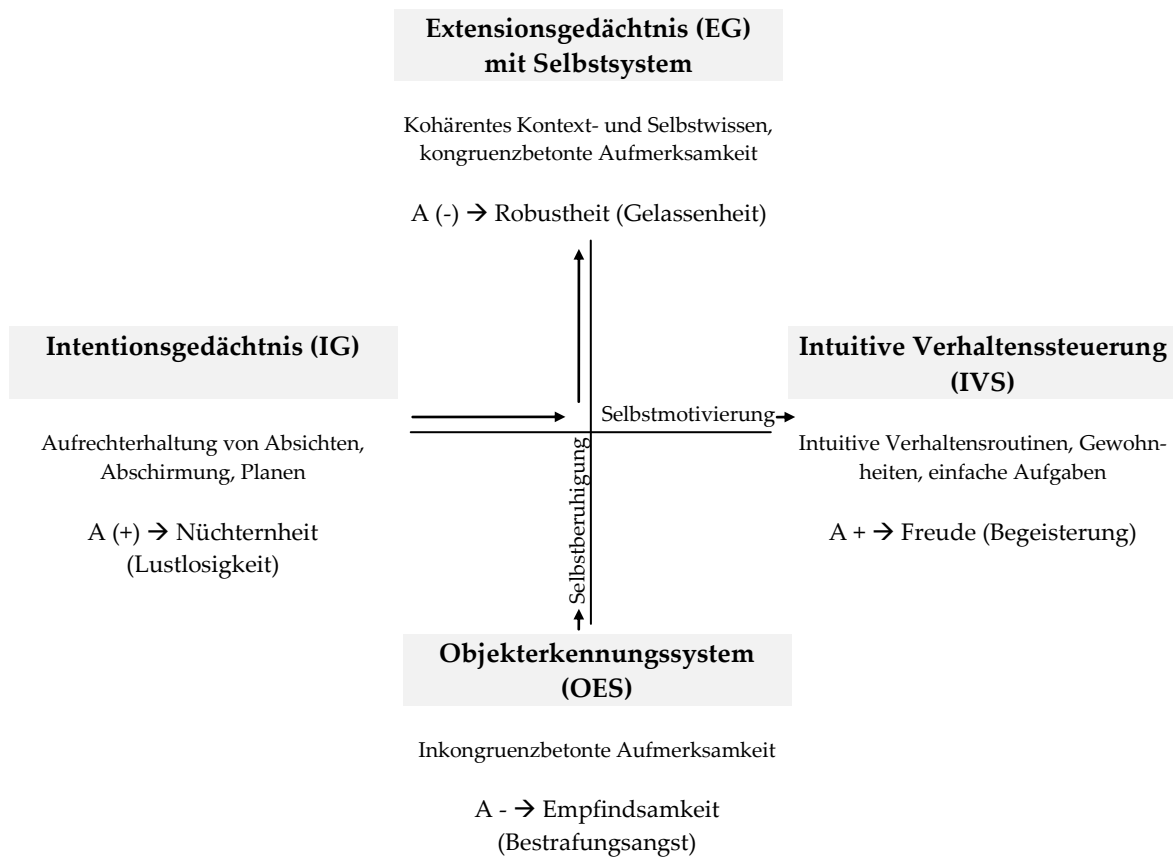 Extensionsgedächtnis (EG)
mit Selbstsystem
Kohärentes Kontext- und Selbstwissen,
kongruenzbetonte Aufmerksamkeit
A (-) → Robustheit (Gelassenheit)
Intentionsgedächtnis (IG)
Aufrechterhaltung von Absichten,
Abschirmung, Planen
A (+) → Nüchternheit
(Lustlosigkeit)
Selbstmotivierung
Selbstberuhigung
Intuitive Verhaltenssteuerung
(IVS)
Intuitive Verhaltensroutinen, Gewohn-
heiten, einfache Aufgaben
A + → Freude (Begeisterung)
Objekterkennungssystem
(OES)
Inkongruenzbetonte Aufmerksamkeit
A - → Empfindsamkeit
(Bestrafungsangst)